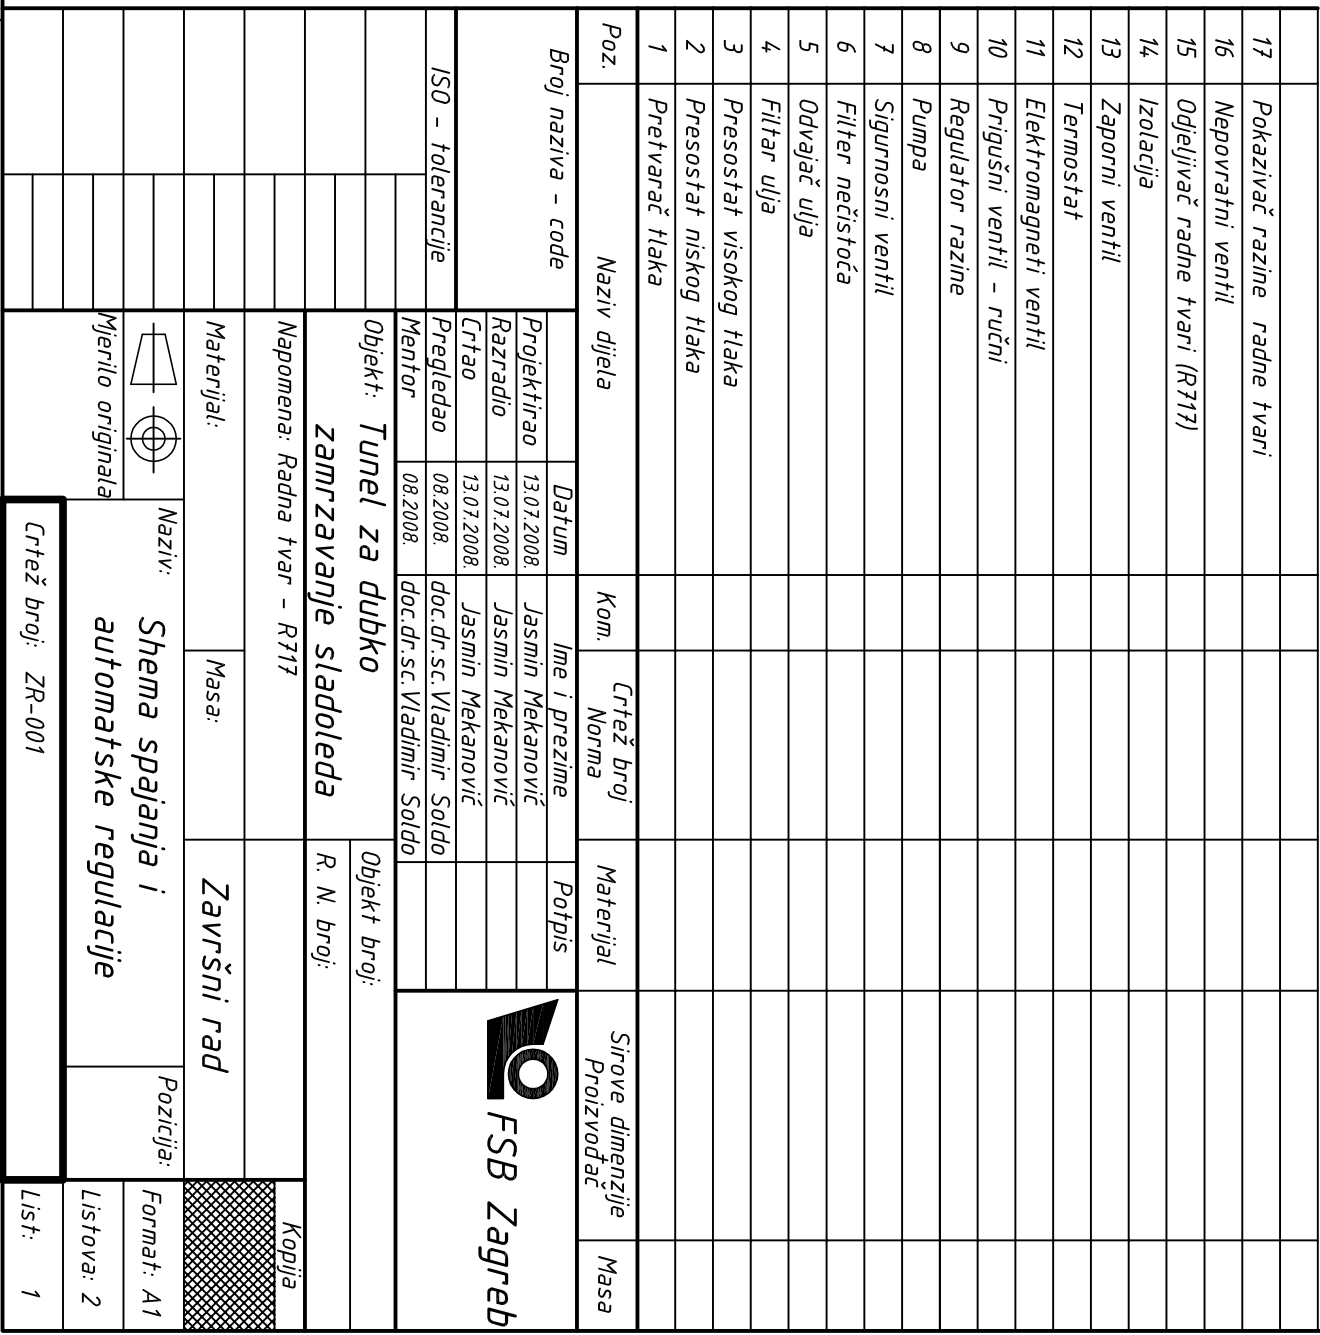 17 Pokazivač razine radne tvari
16 Nepovratni ventil
15 Odjeljivač radne tvari (R717)
14 Izolacija
13 Zaporni ventil
12 Termostat
11 Elektromagneti ventil
10 Prigušni ventil - ručni
9 Regulator razine
8 Pumpa
7 Sigurnosni ventil
6 Filter nečistoća
5 Odvajač ulja
4 Filtar ulja
3 Presostat visokog tlaka
2 Presostat niskog tlaka
1 Pretvarač tlaka
Poz. Naziv dijela Kom. Crtež broj Norma Materijal Sirove dimenzije Proizvođač Masa
Broj naziva - code
Datum Ime i prezime Potpis
Projektirao 13.07.2008. Jasmin Mekanović
Razradio 13.07.2008. Jasmin Mekanović
Crtao 13.07.2008. Jasmin Mekanović
Pregledao 08.2008. doc.dr.sc.Vladimir Soldo
Mentor 08.2008. doc.dr.sc.Vladimir Soldo
FSB Zagreb
ISO - tolerancije
Objekt: Tunel za dubko
zamrzavanje sladoleda
Objekt broj:
R. N. broj:
Napomena: Radna tvar - R717
Kopija
Materijal: Masa: Završni rad
Naziv: Shema spajanja i
automatske regulacije
Pozicija:
Format: A1
Mjerilo originala
Listova: 2
Crtež broj: ZR-001
List: 1